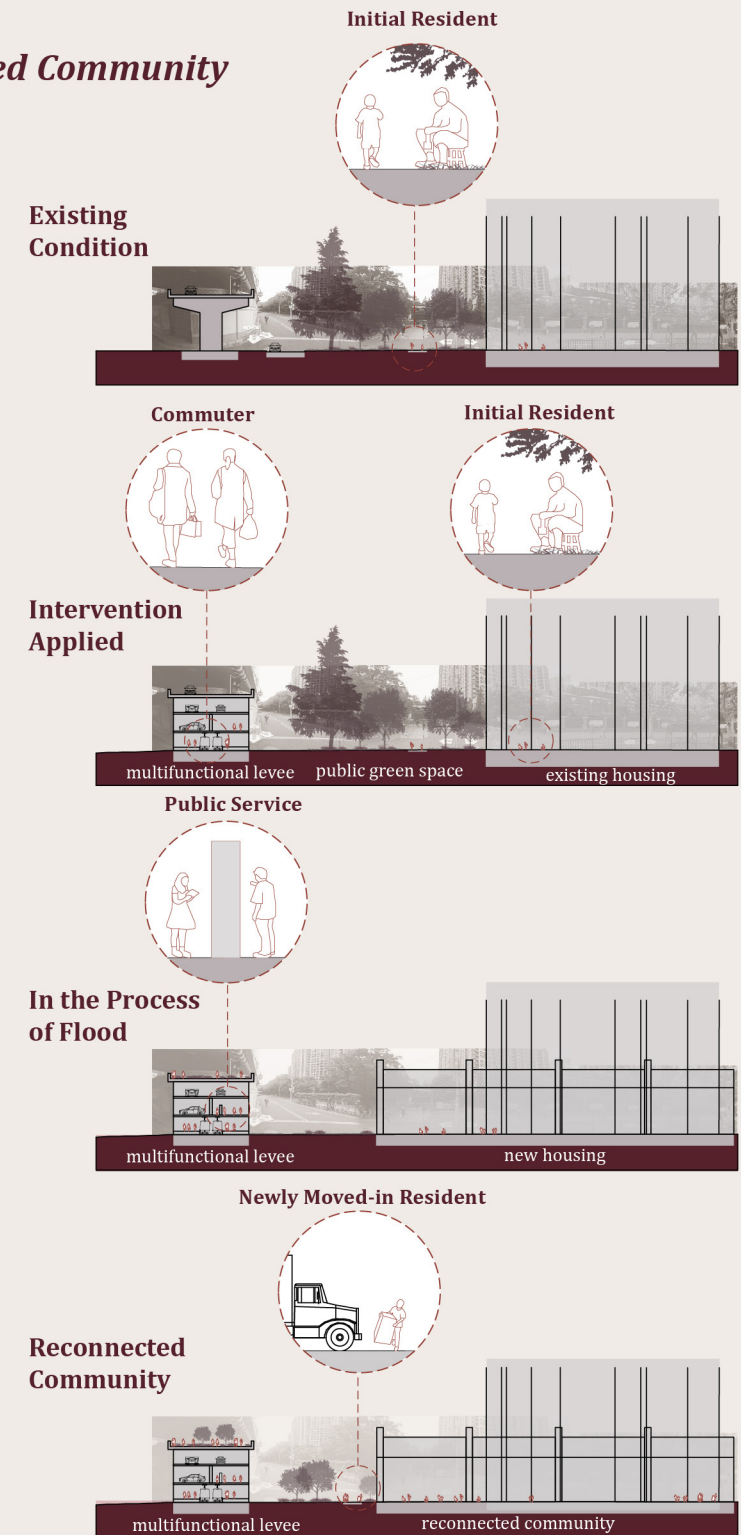 Initial Resident
ed Community
Existing
Condition
Commuter
Initial Resident
Intervention
Applied
multifunctional levee
public green space
existing housing
Public Service
In the Process
of Flood
multifunctional levee
new housing
Newly Moved-in Resident
Reconnected
Community
multifunctional levee
reconnected community